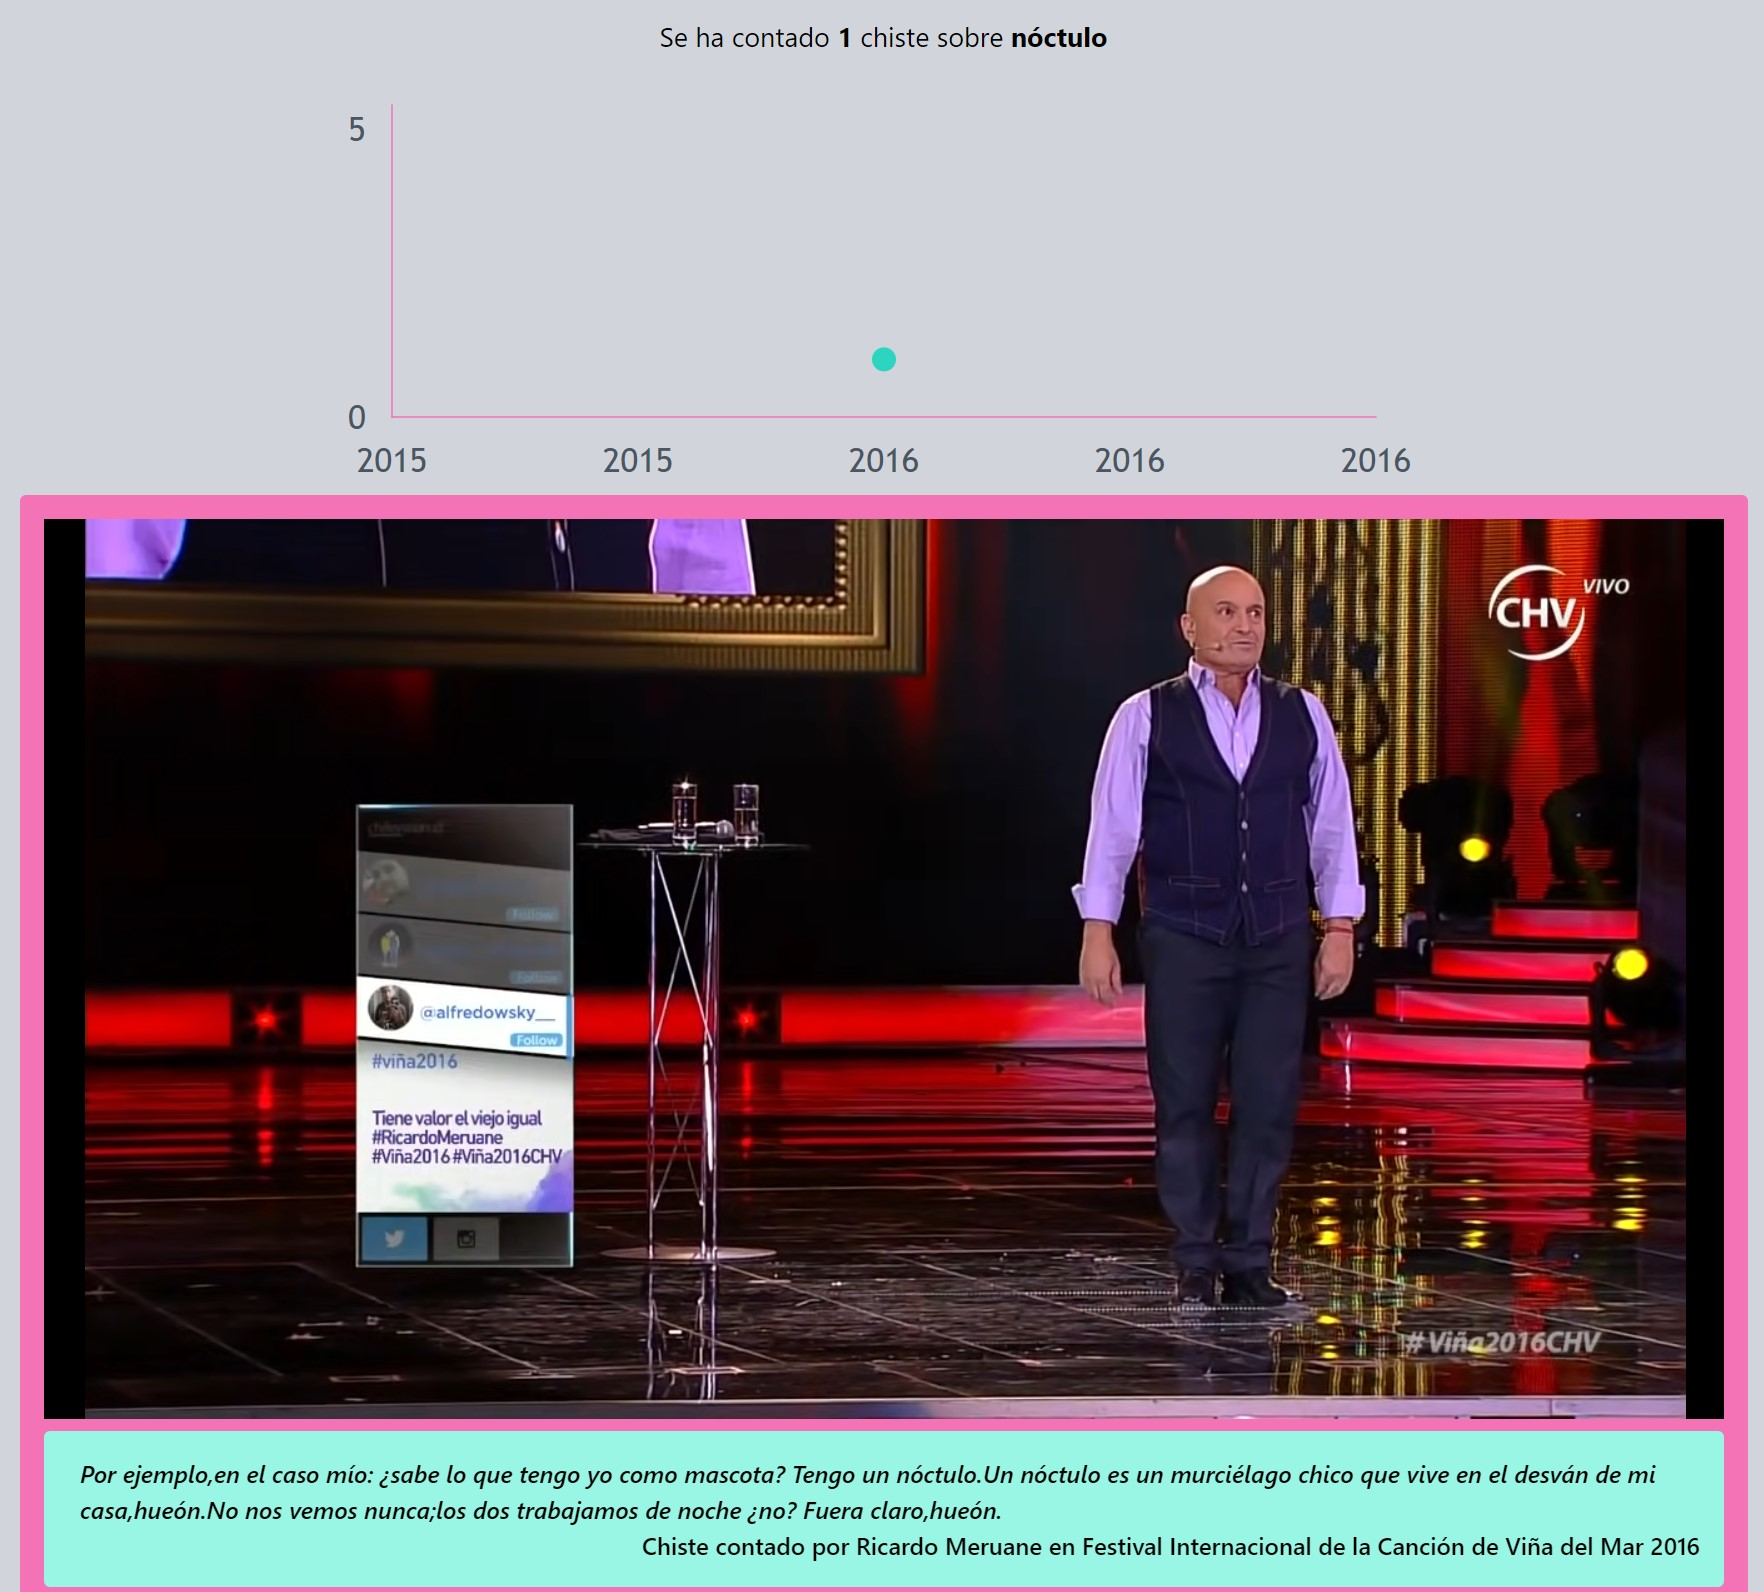 Se ha contado 1 chiste sobre nóctulo
5
0
2015 2015 2016 2016 2016
CHV VIVO
Follow
Follow
@alfredowsky__
Follow
#viña2016
Tiene valor el viejo igual
#RicardoMeruane
#Viña2016 #Viña2016CHV
#Viña2016CHV
Por ejemplo,en el caso mío: ¿sabe lo que tengo yo como mascota? Tengo un nóctulo.Un nóctulo es un murciélago chico que vive en el desván de mi
casa,hueón.No nos vemos nunca;los dos trabajamos de noche ¿no? Fuera claro,hueón.
Chiste contado por Ricardo Meruane en Festival Internacional de la Canción de Viña del Mar 2016